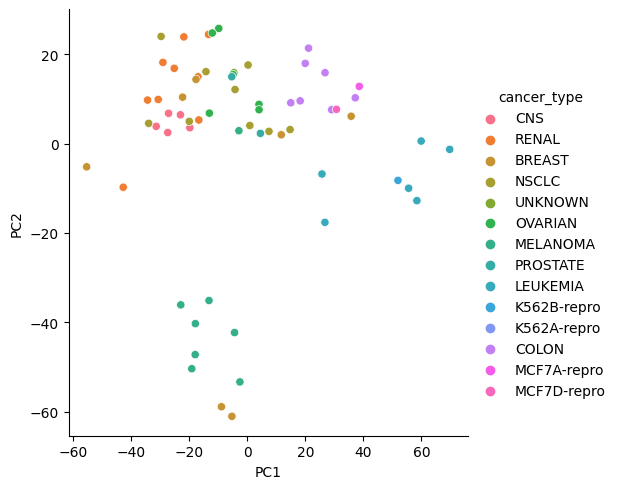 20
0
−20
−40
−60
PC2
−60
−40
−20
0
20
40
60
PC1
cancer_type
CNS
RENAL
BREAST
NSCLC
UNKNOWN
OVARIAN
MELANOMA
PROSTATE
LEUKEMIA
K562B-repro
K562A-repro
COLON
MCF7A-repro
MCF7D-repro